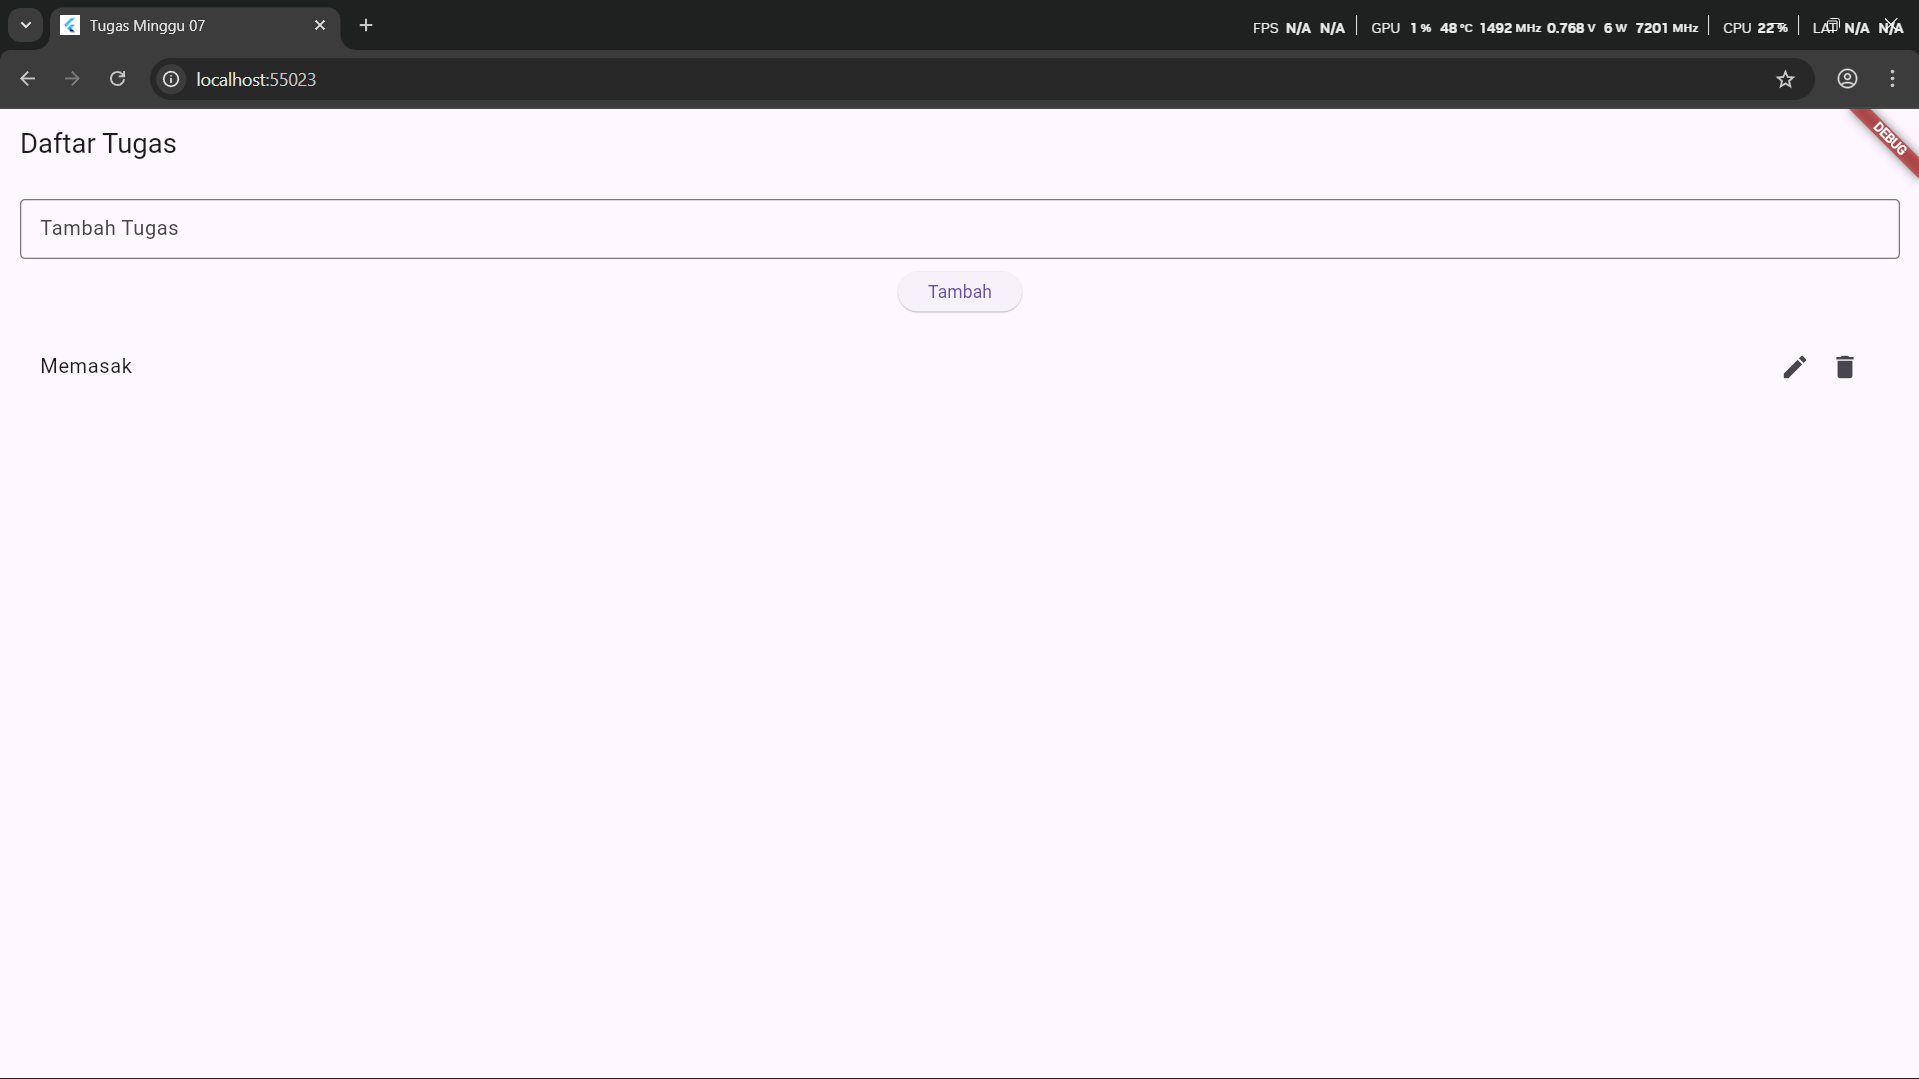 Tugas Minggu 07
FPS N/A N/A GPU 1 % 48 °C 1492 MHz 0.768 V 6 W 7201 MHz CPU 22 % LAT N/A N/A
localhost:55023
Daftar Tugas
DEBUG
Tambah Tugas
Tambah
Memasak